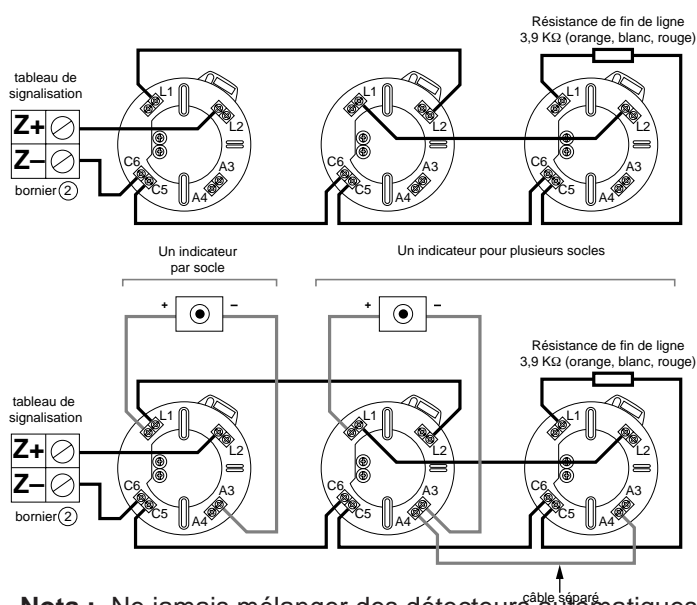 Résistance de fin de ligne
3,9 KΩ (orange, blanc, rouge)
tableau de
signalisation
Z+
Z–
bornier 2
L1
L2
A3
A4
C5
C6
L1
L2
A3
A4
C5
C6
L1
L2
A3
A4
C5
C6
Un indicateur
par socle
Un indicateur pour plusieurs socles
+ –
+ –
Résistance de fin de ligne
3,9 KΩ (orange, blanc, rouge)
tableau de
signalisation
Z+
Z–
bornier 2
L1
L2
A3
A4
C5
C6
L1
L2
A3
A4
C5
C6
L1
L2
A3
A4
C5
C6
câble séparé
Nota : Ne jamais mélanger des détecteurs automatiques